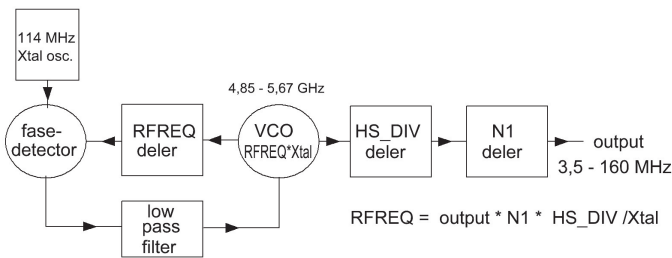 114 MHz
Xtal osc.
4,85 - 5,67 GHz
fase-
detector
RFREQ
deler
VCO
RFREQ*Xtal
HS_DIV
deler
N1
deler
output
3,5 - 160 MHz
low
pass
filter
RFREQ = output * N1 * HS_DIV /Xtal